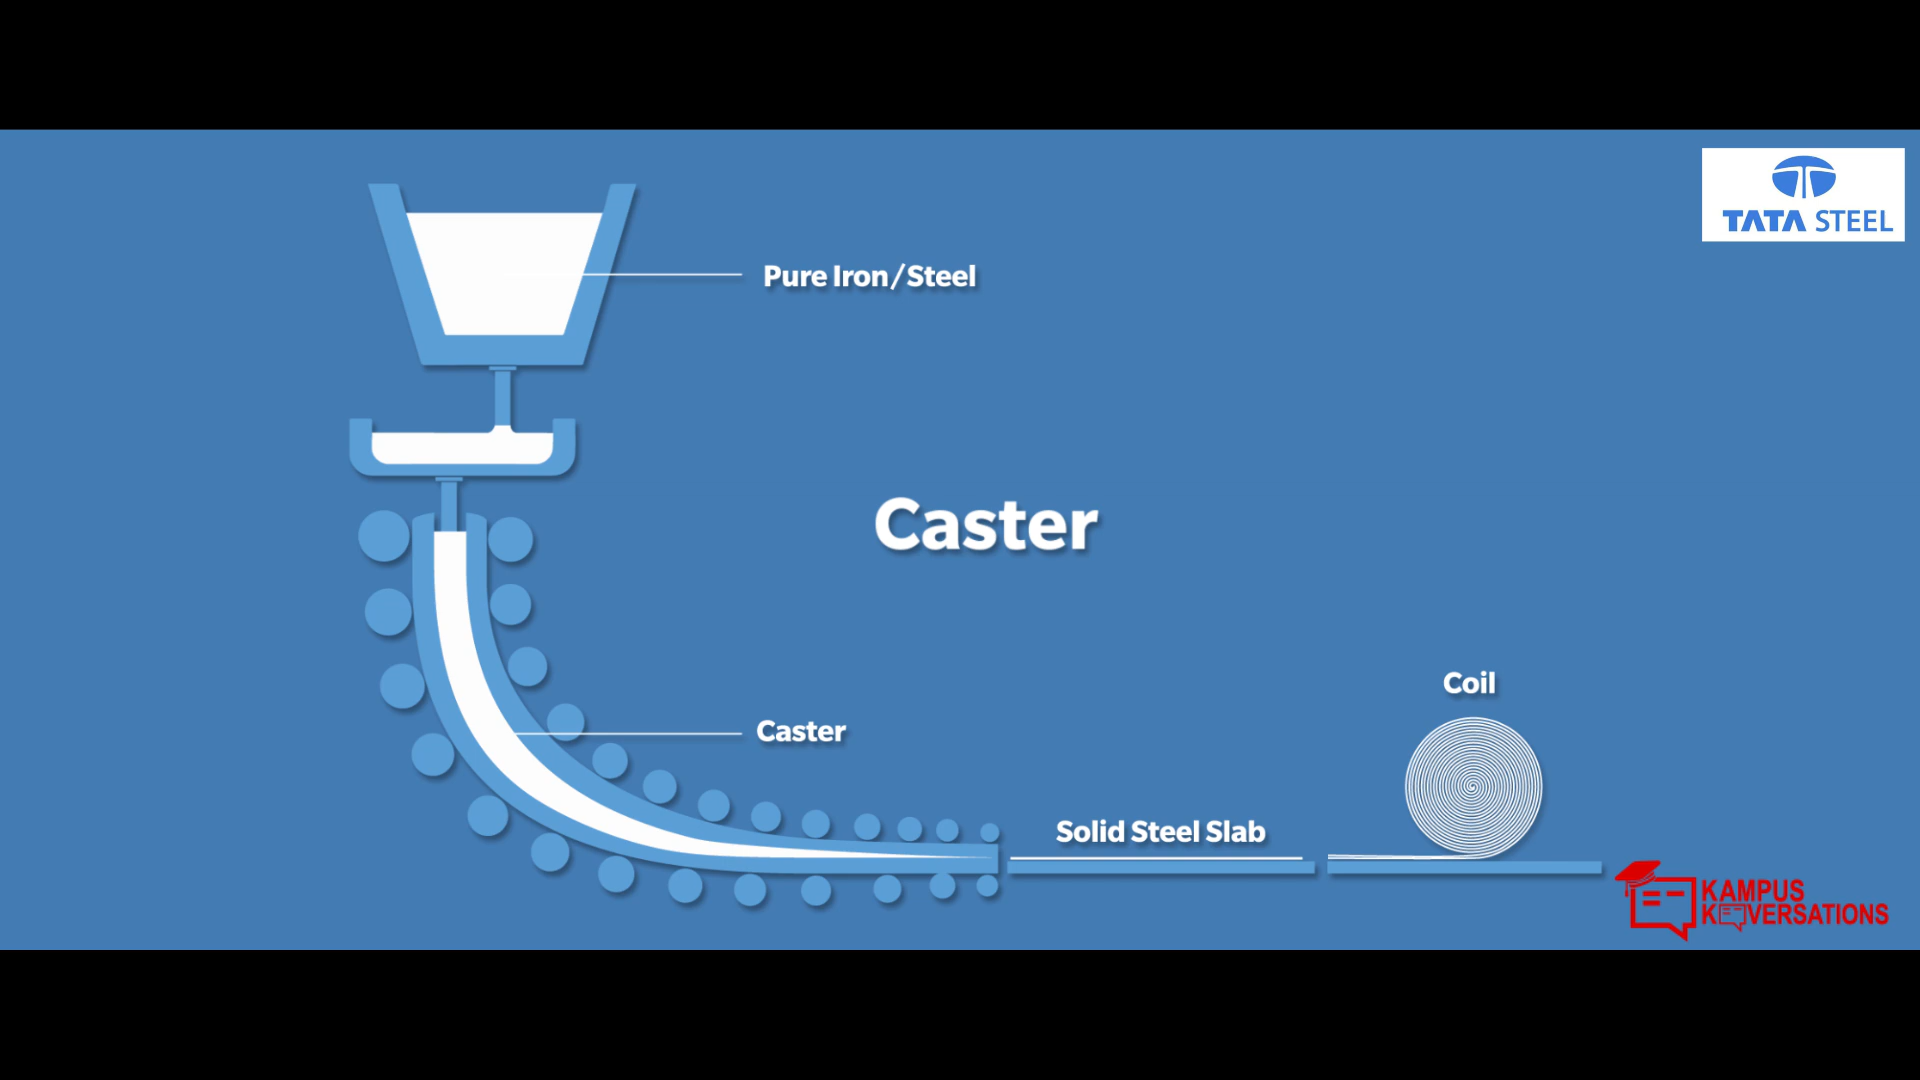 TATA STEEL
Pure Iron/Steel
Caster
Coil
Caster
Solid Steel Slab
KAMPUS
KONVERSATIONS